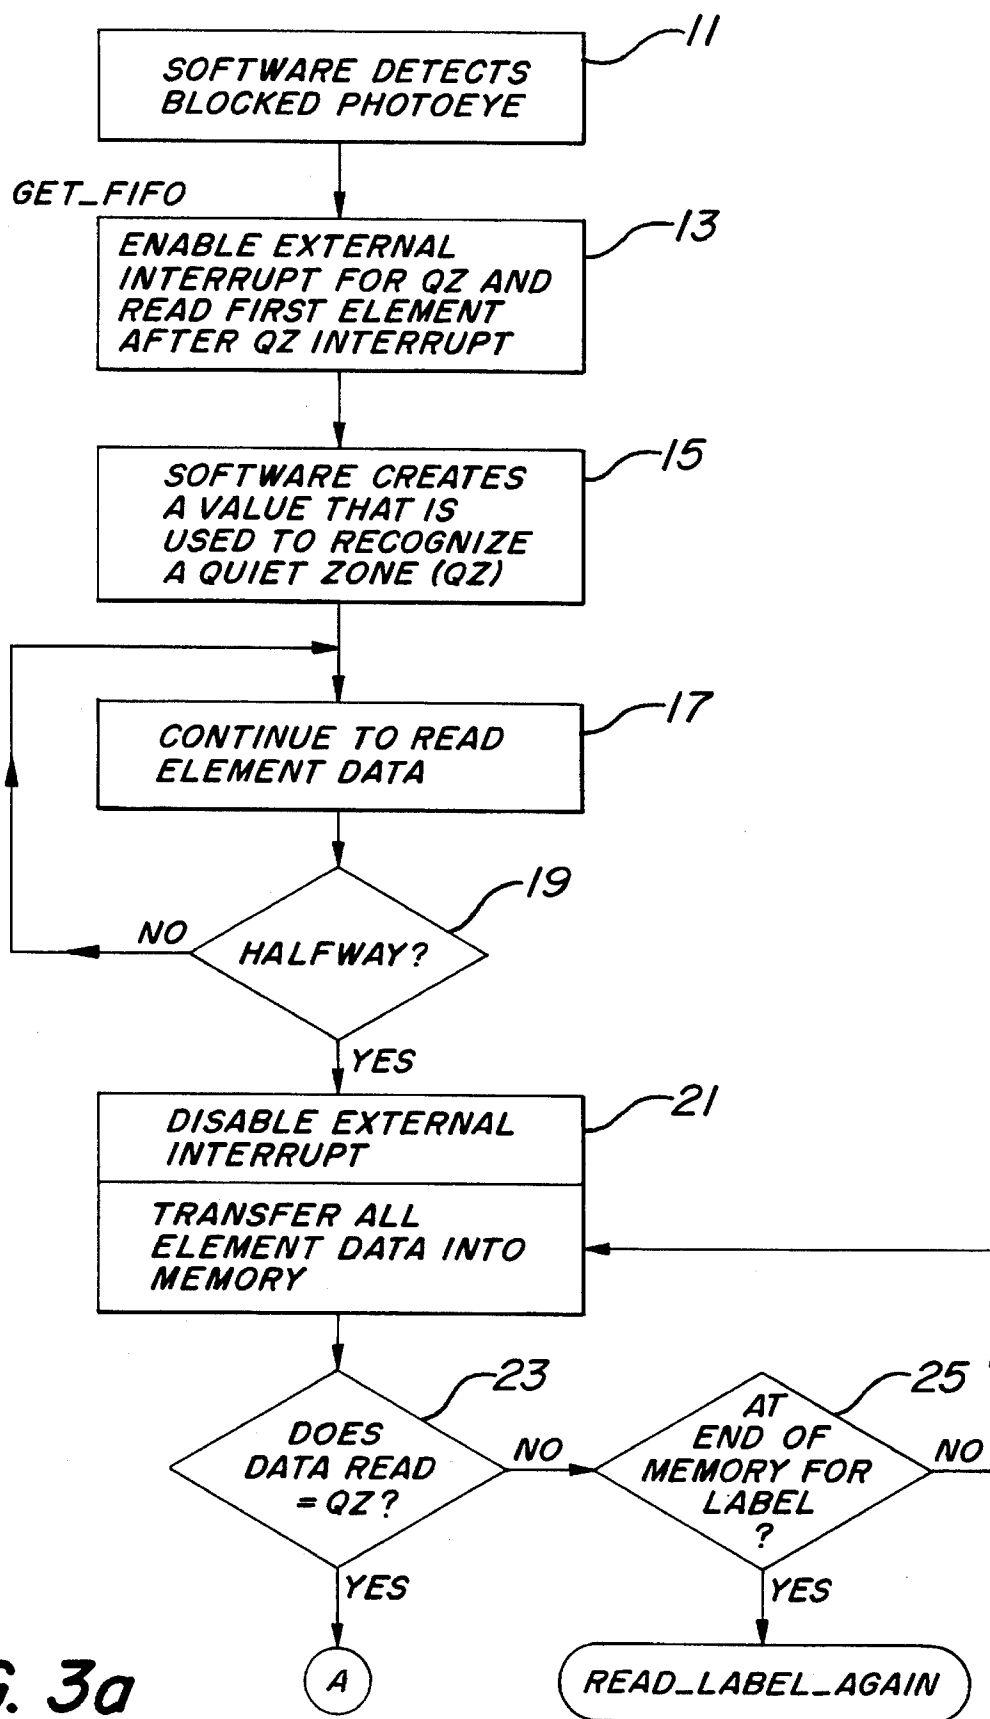 11
SOFTWARE DETECTS
BLOCKED PHOTOEYE
GET_FIFO
13
ENABLE EXTERNAL
INTERRUPT FOR QZ AND
READ FIRST ELEMENT
AFTER QZ INTERRUPT
15
SOFTWARE CREATES
A VALUE THAT IS
USED TO RECOGNIZE
A QUIET ZONE (QZ)
17
CONTINUE TO READ
ELEMENT DATA
19
NO
HALFWAY?
YES
21
DISABLE EXTERNAL
INTERRUPT
TRANSFER ALL
ELEMENT DATA INTO
MEMORY
23
DOES
DATA READ
= QZ?
NO
YES
25
AT
END OF
MEMORY FOR
LABEL
?
NO
YES
A
READ_LABEL_AGAIN
G. 3a